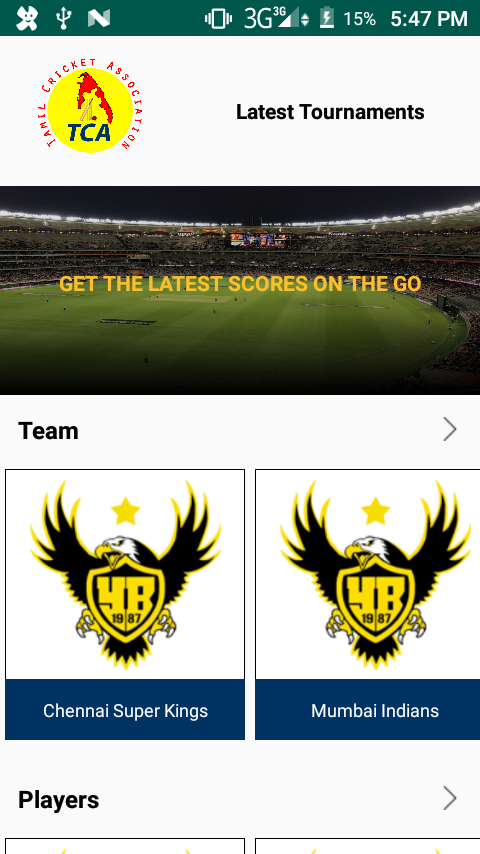 3G 3G 15% 5:47 PM
TAMIL CRICKET ASSOCIATION
TCA
Latest Tournaments
GET THE LATEST SCORES ON THE GO
Team
YB
19 87
YB
19 87
Chennai Super Kings
Mumbai Indians
Players